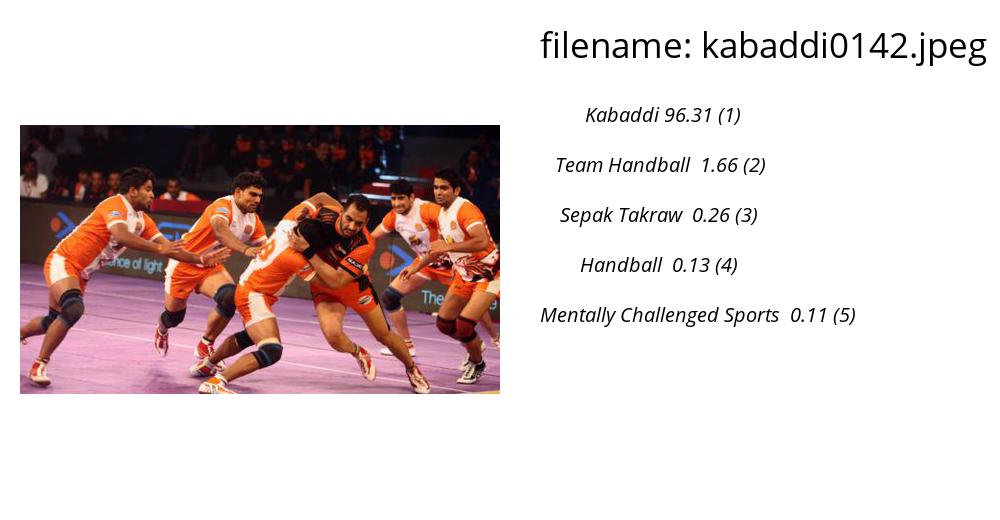 filename: kabaddi0142.jpeg
Kabaddi 96.31 (1)
Team Handball 1.66 (2)
Sepak Takraw 0.26 (3)
Handball 0.13 (4)
Mentally Challenged Sports 0.11 (5)
nce of light
The